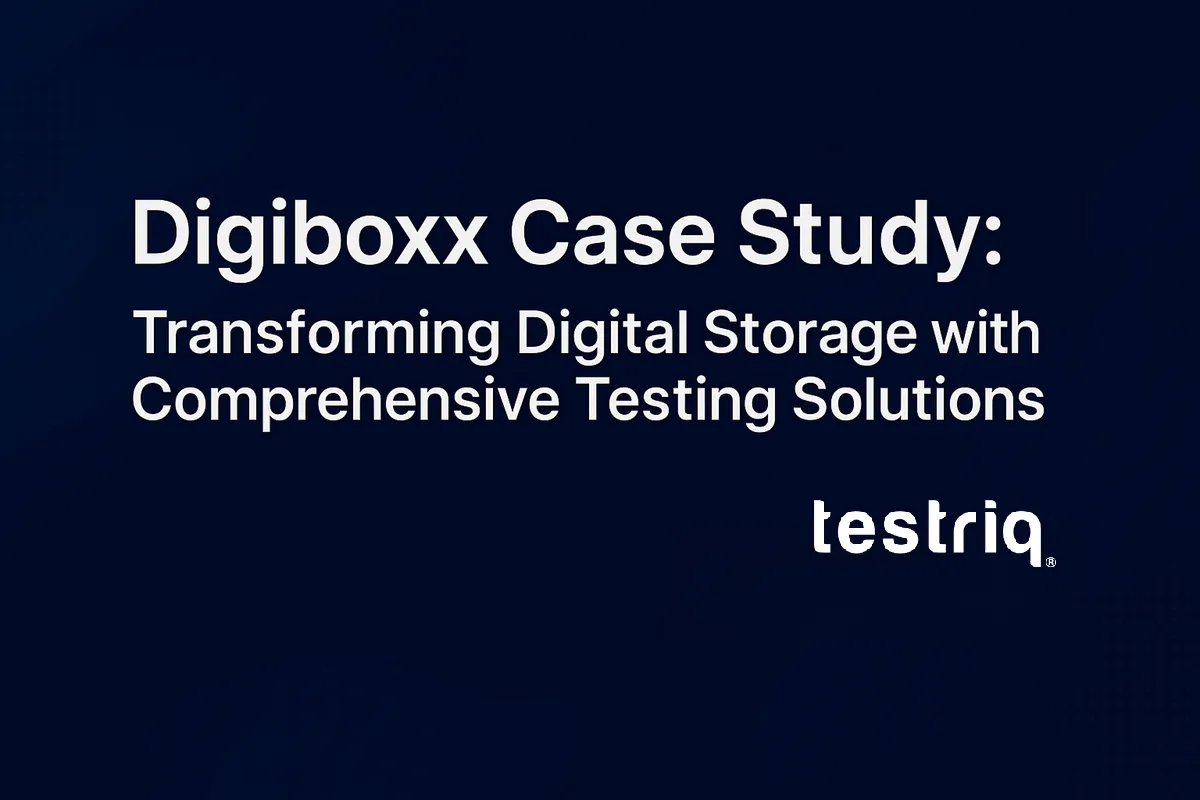 Digiboxx Case Study:
Transforming Digital Storage with
Comprehensive Testing Solutions
testriq®